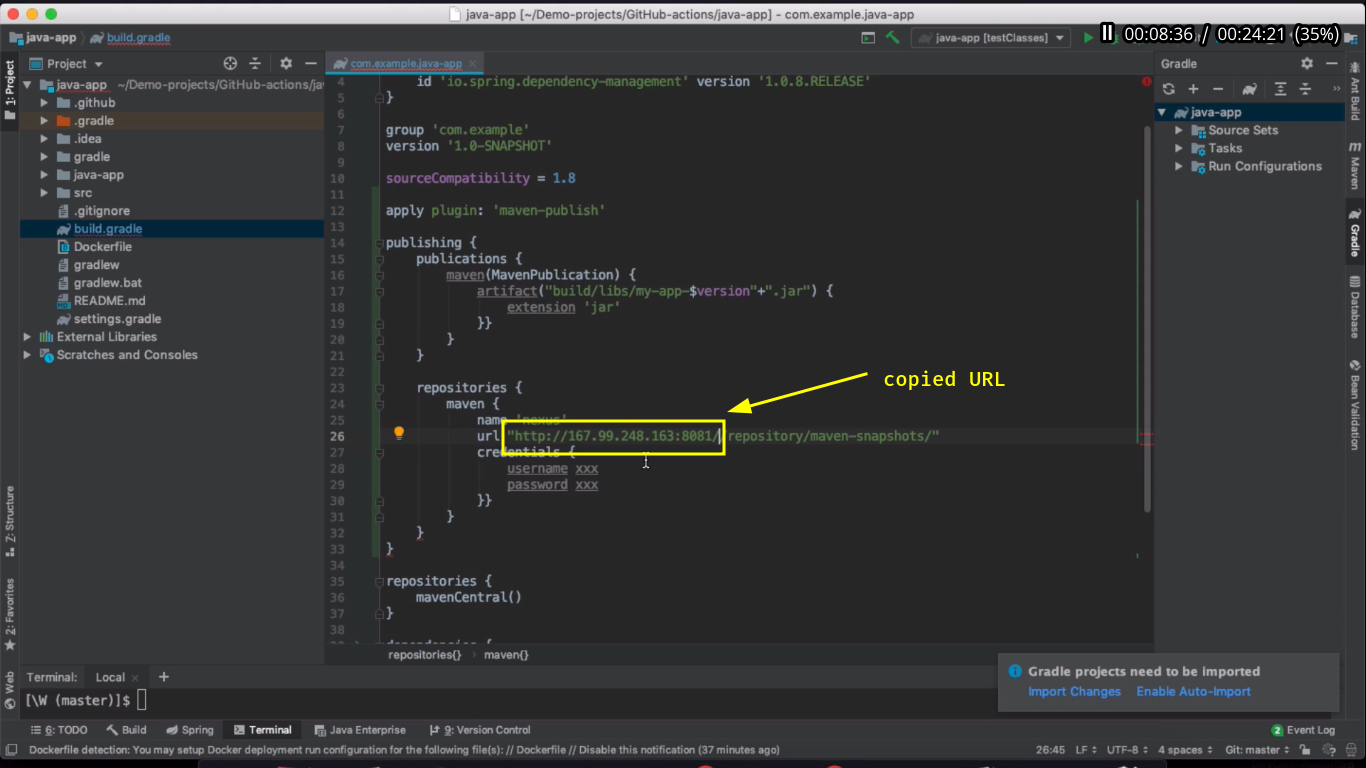 java-app [~/Demo-projects/GitHub-actions/java-app] - com.example.java-app
java-app
build.gradle
java-app [testClasses]
00:08:36 / 00:24:21 (35%)
1: Project
Project
java-app ~/Demo-projects/GitHub-actions/jav
.github
.gradle
.idea
gradle
java-app
src
.gitignore
build.gradle
Dockerfile
gradlew
gradlew.bat
README.md
settings.gradle
External Libraries
Scratches and Consoles
Z: Structure
2: Favorites
Web
com.example.java-app
4 id 'io.spring.dependency-management' version '1.0.8.RELEASE'
5 }
6
7 group 'com.example'
8 version '1.0-SNAPSHOT'
9
10 sourceCompatibility = 1.8
11
12 apply plugin: 'maven-publish'
13
14 publishing {
15 publications {
16 maven(MavenPublication) {
17 artifact("build/libs/my-app-$version"+".jar") {
18 extension 'jar'
19 }}
20 }
21 }
22
23 repositories {
24 maven {
25 name 'nexus'
26 url "http://167.99.248.163:8081//repository/maven-snapshots/"
27 credentials {
28 username xxx
29 password xxx
30 }}
31 }
32 }
33 }
34
35 repositories {
36 mavenCentral()
37 }
38
dependencies {
copied URL
repositories{} › maven{}
Gradle
java-app
Source Sets
Tasks
Run Configurations
Ant Build
Maven
Gradle
Database
Bean Validation
Terminal: Local × +
[\W (master)]$
Gradle projects need to be imported
Import Changes Enable Auto-Import
6: TODO
Build
Spring
Terminal
Java Enterprise
9: Version Control
2 Event Log
Dockerfile detection: You may setup Docker deployment run configuration for the following file(s): // Dockerfile // Disable this notification (37 minutes ago)
26:45 LF UTF-8 4 spaces Git: master